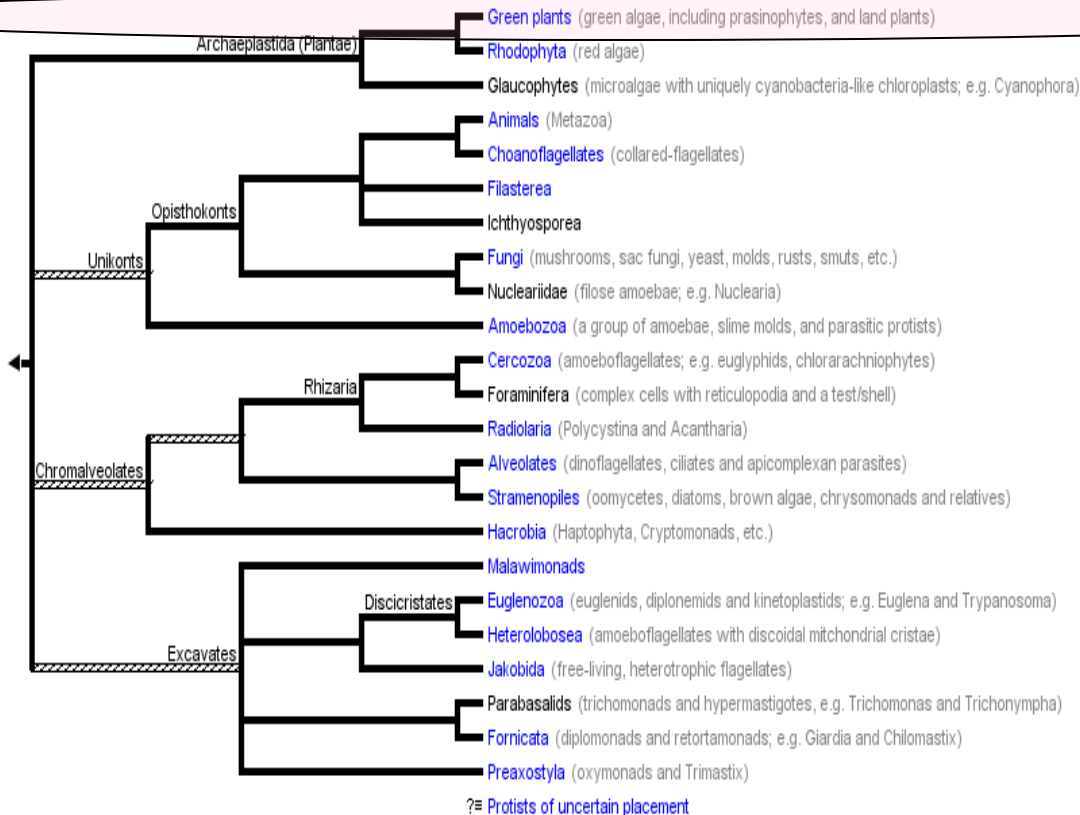 Green plants (green algae, including prasinophytes, and land plants)
Archaeplastida (Plantae)
Rhodophyta (red algae)
Glaucophytes (microalgae with uniquely cyanobacteria-like chloroplasts; e.g. Cyanophora)
Animals (Metazoa)
Choanoflagellates (collared-flagellates)
Filasterea
Opisthokonts
Ichthyosporea
Unikonts
Fungi (mushrooms, sac fungi, yeast, molds, rusts, smuts, etc.)
Nucleariidae (filose amoebae; e.g. Nuclearia)
Amoebozoa (a group of amoebae, slime molds, and parasitic protists)
Cercozoa (amoeboflagellates; e.g. euglyphids, chlorarachniophytes)
Rhizaria
Foraminifera (complex cells with reticulopodia and a test/shell)
Radiolaria (Polycystina and Acantharia)
Alveolates (dinoflagellates, ciliates and apicomplexan parasites)
Chromalveolates
Stramenopiles (oomycetes, diatoms, brown algae, chrysomonads and relatives)
Hacrobia (Haptophyta, Cryptomonads, etc.)
Malawimonads
Discicristates
Euglenozoa (euglenids, diplonemids and kinetoplastids; e.g. Euglena and Trypanosoma)
Heterolobosea (amoeboflagellates with discoidal mitchondrial cristae)
Excavates
Jakobida (free-living, heterotrophic flagellates)
Parabasalids (trichomonads and hypermastigotes, e.g. Trichomonas and Trichonympha)
Fornicata (diplomonads and retortamonads; e.g. Giardia and Chilomastix)
Preaxostyla (oxymonads and Trimastix)
?≡ Protists of uncertain placement